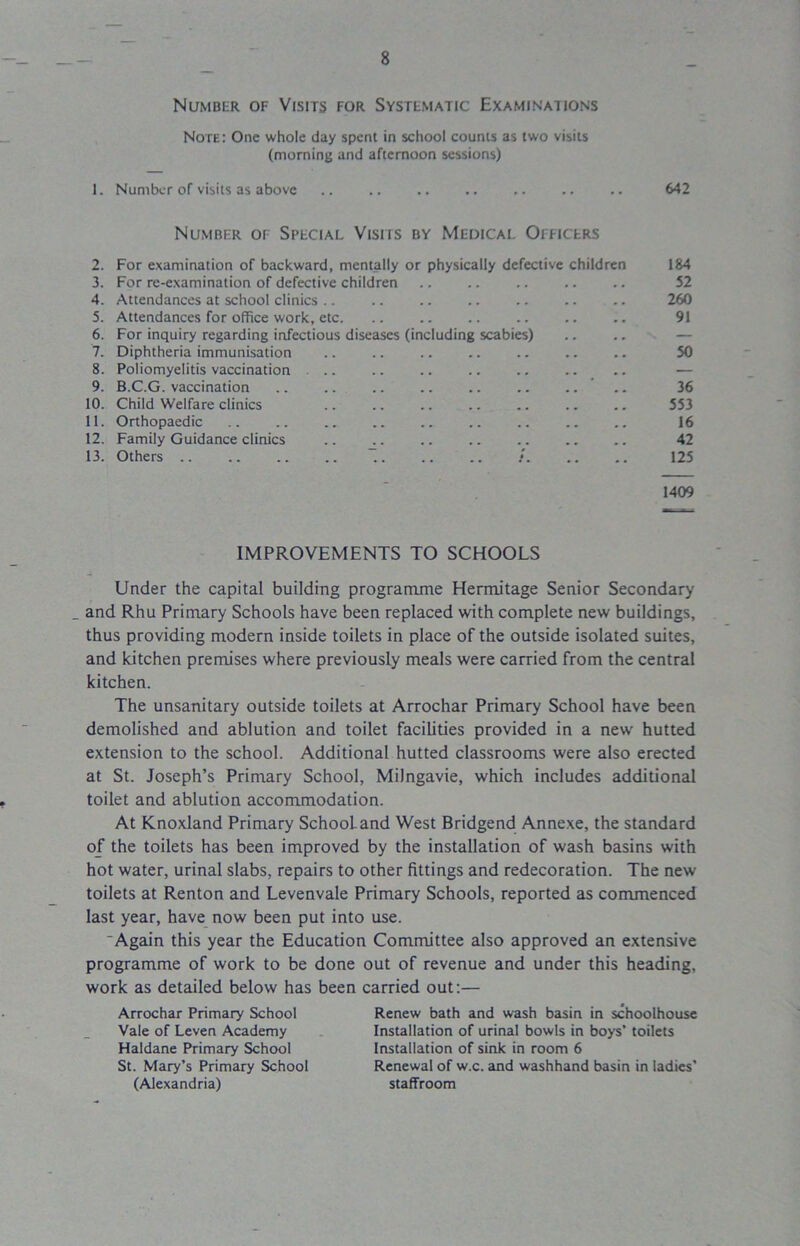 8
Number of Visits for Systematic Examinations
Note: One whole day spent in school counts as two visits
(morning and afternoon sessions)
1. Number of visits as above .. .. .. .. .. .. .. 642
Number of Special Visits by Medical Officers
2. For examination of backward, mentally or physically defective children 184
3. For re-examination of defective children .. .. .. .. .. 52
4. Attendances at school clinics .. .. .. .. .. .. .. 260
5. Attendances for office work, etc. .. .. .. .. .. .. 91
6. For inquiry regarding infectious diseases (including scabies) .. .. —
7. Diphtheria immunisation .. .. .. .. .. .. .. 50
8. Poliomyelitis vaccination .. .. .. .. .. .. .. —
9. B.C.G. vaccination .. .. .. .. .. .. .. .. 36
10. Child Welfare clinics .. .. .. .. .. .. .. 553
11. Orthopaedic .. .. .. .. .. .. .. .. .. 16
12. Family Guidance clinics .. .. .. .. .. .. .. 42
13. Others .. .. .. .. .. .. .. .. .. .. 125
1409
IMPROVEMENTS TO SCHOOLS
Under the capital building programme Hermitage Senior Secondary
and Rhu Primary Schools have been replaced with complete new buildings,
thus providing modern inside toilets in place of the outside isolated suites,
and kitchen premises where previously meals were carried from the central
kitchen.
The unsanitary outside toilets at Arrochar Primary School have been
demolished and ablution and toilet facilities provided in a new hutted
extension to the school. Additional hutted classrooms were also erected
at St. Joseph's Primary School, Milngavie, which includes additional
toilet and ablution accommodation.
At Knoxland Primary School and West Bridgend Annexe, the standard
of the toilets has been improved by the installation of wash basins with
hot water, urinal slabs, repairs to other fittings and redecoration. The new
toilets at Renton and Levenvale Primary Schools, reported as commenced
last year, have now been put into use.
Again this year the Education Committee also approved an extensive
programme of work to be done out of revenue and under this heading,
work as detailed below has been carried out:—
Arrochar Primary School Renew bath and wash basin in schoolhouse
Vale of Leven Academy Installation of urinal bowls in boys' toilets
Haldane Primary School Installation of sink in room 6
St. Mary's Primary School Renewal of w.c. and washhand basin in ladies'
(Alexandria) staffroom